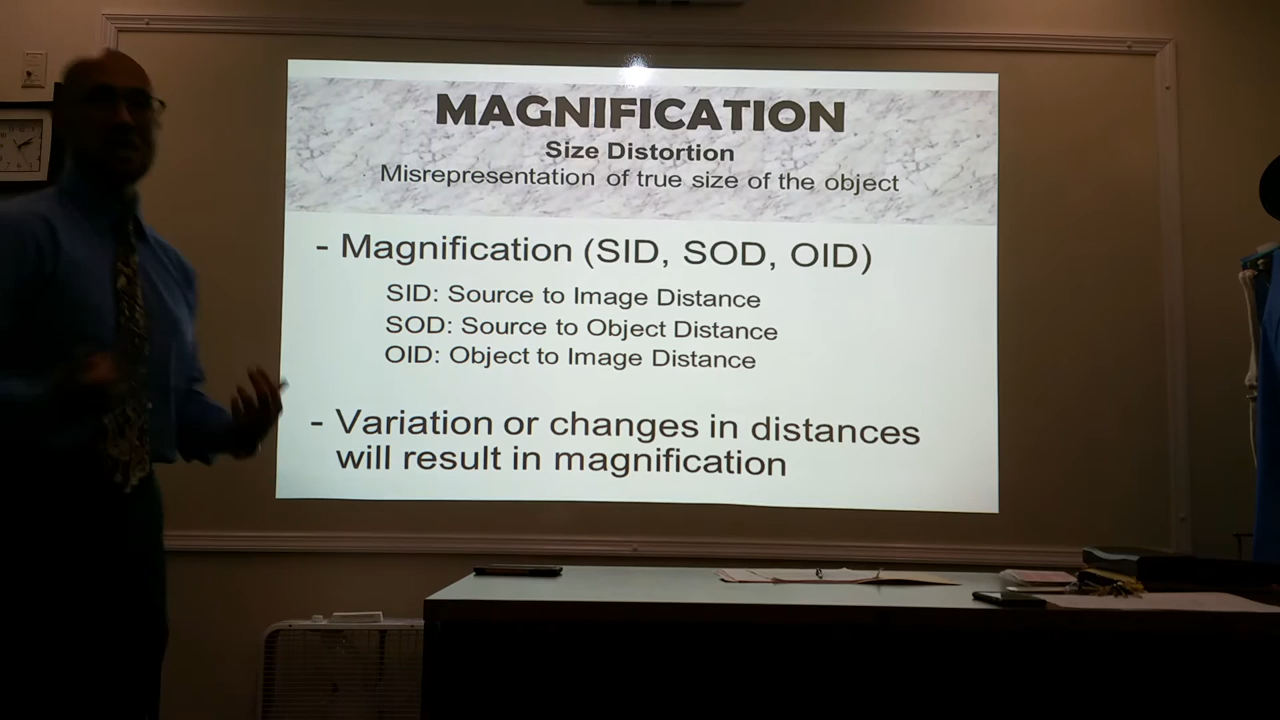 MAGNIFICATION
Size Distortion
Misrepresentation of true size of the object
- Magnification (SID, SOD, OID)
SID: Source to Image Distance
SOD: Source to Object Distance
OID: Object to Image Distance
- Variation or changes in distances
will result in magnification